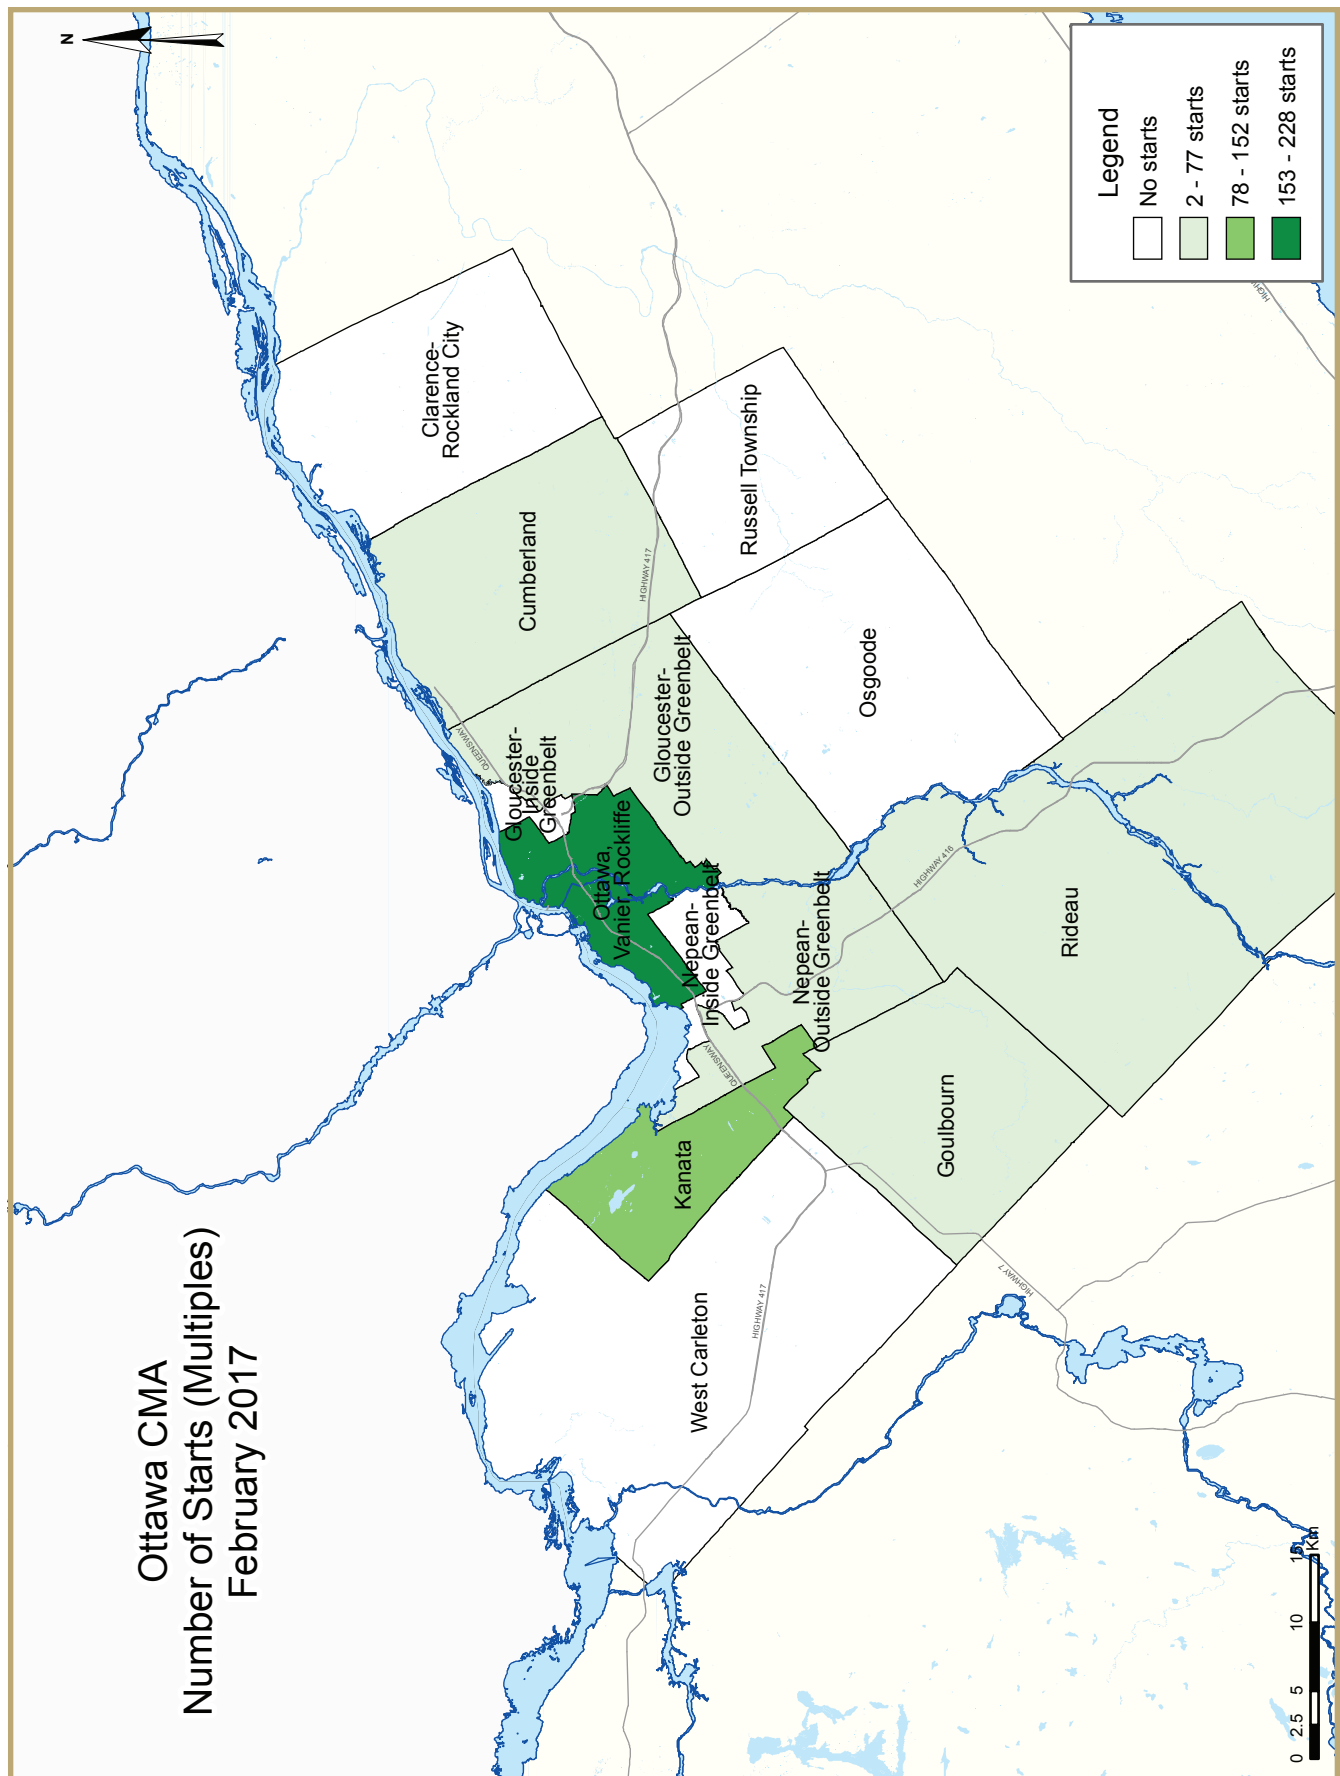 Ottawa CMA
Number of Starts (Multiples)
February 2017
N
Legend
No starts
2 - 77 starts
78 - 152 starts
153 - 228 starts
Clarence-
Rockland City
Cumberland
Russell Township
Osgoode
Gloucester-
Inside
Greenbelt
Gloucester-
Outside Greenbelt
Ottawa,
Vanier, Rockliffe
Nepean-
Inside Greenbelt
Nepean-
Outside Greenbelt
Rideau
Goulbourn
Kanata
West Carleton
QUEENSWAY
HIGHWAY 417
HIGHWAY 416
QUEENSWAY
HIGHWAY 417
HIGHWAY 7
0 2.5 5 10 15
Km